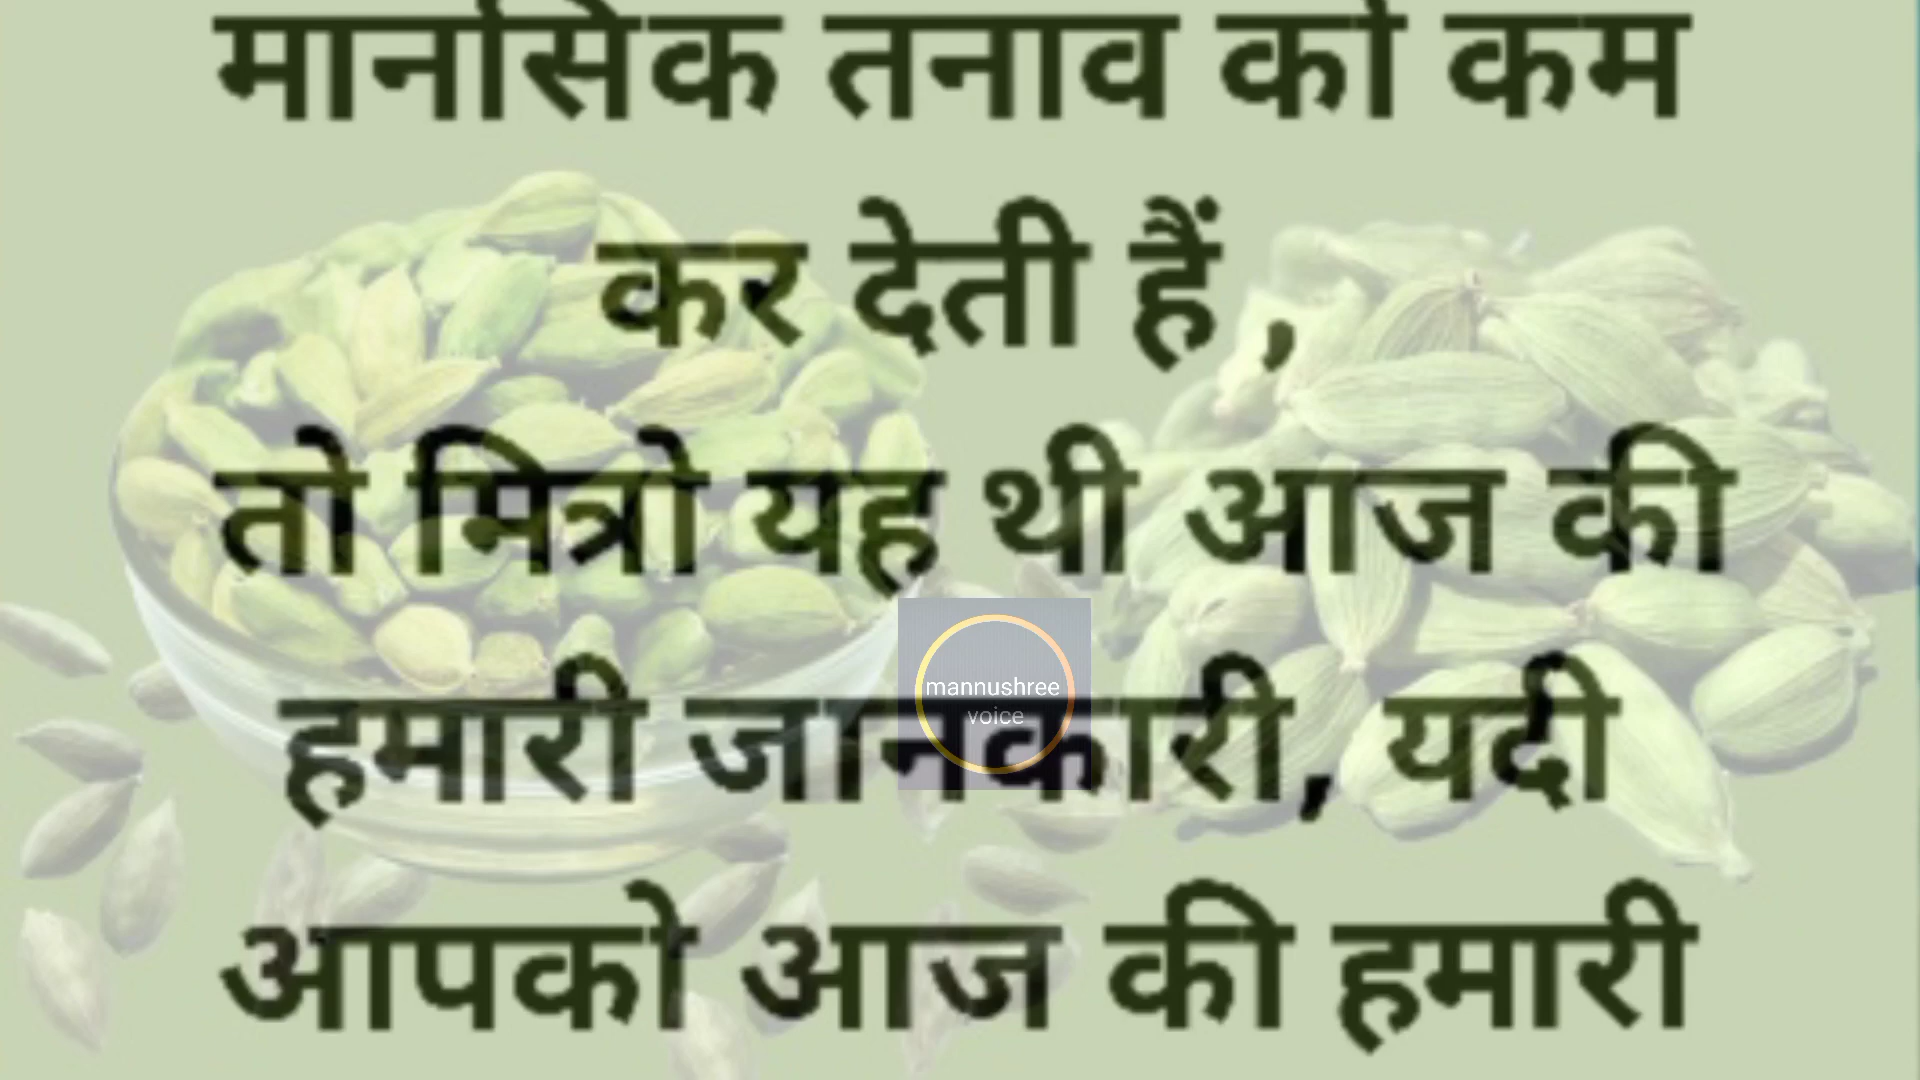 मानसिक तनाव को कम
कर देती हैं ,
तो मित्रो यह थी आज की
हमारी जानकारी, यदी
mannushree
voice
आपको आज की हमारी